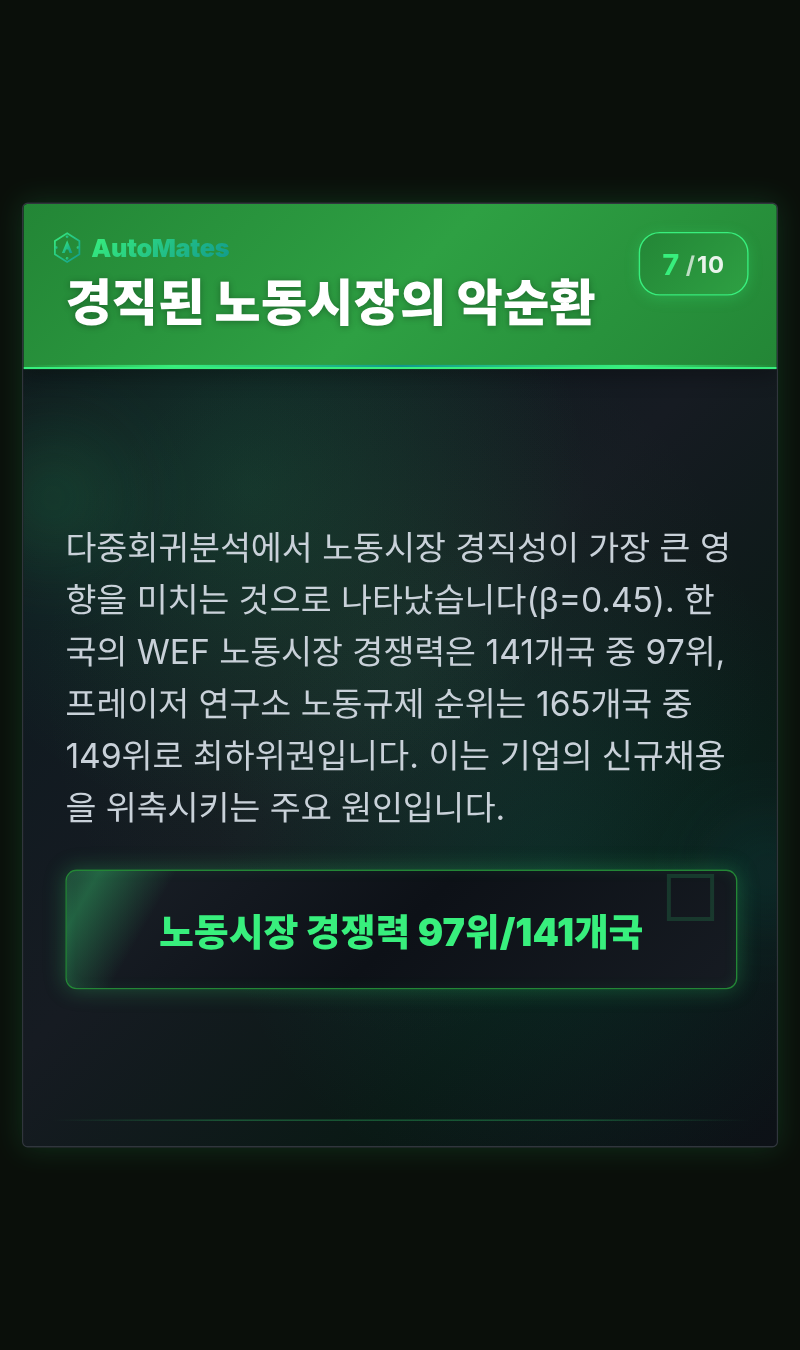 AutoMates
경직된 노동시장의 악순환
7 /10
다중회귀분석에서 노동시장 경직성이 가장 큰 영
향을 미치는 것으로 나타났습니다(β=0.45). 한
국의 WEF 노동시장 경쟁력은 141개국 중 97위,
프레이저 연구소 노동규제 순위는 165개국 중
149위로 최하위권입니다. 이는 기업의 신규채용
을 위축시키는 주요 원인입니다.
노동시장 경쟁력 97위/141개국